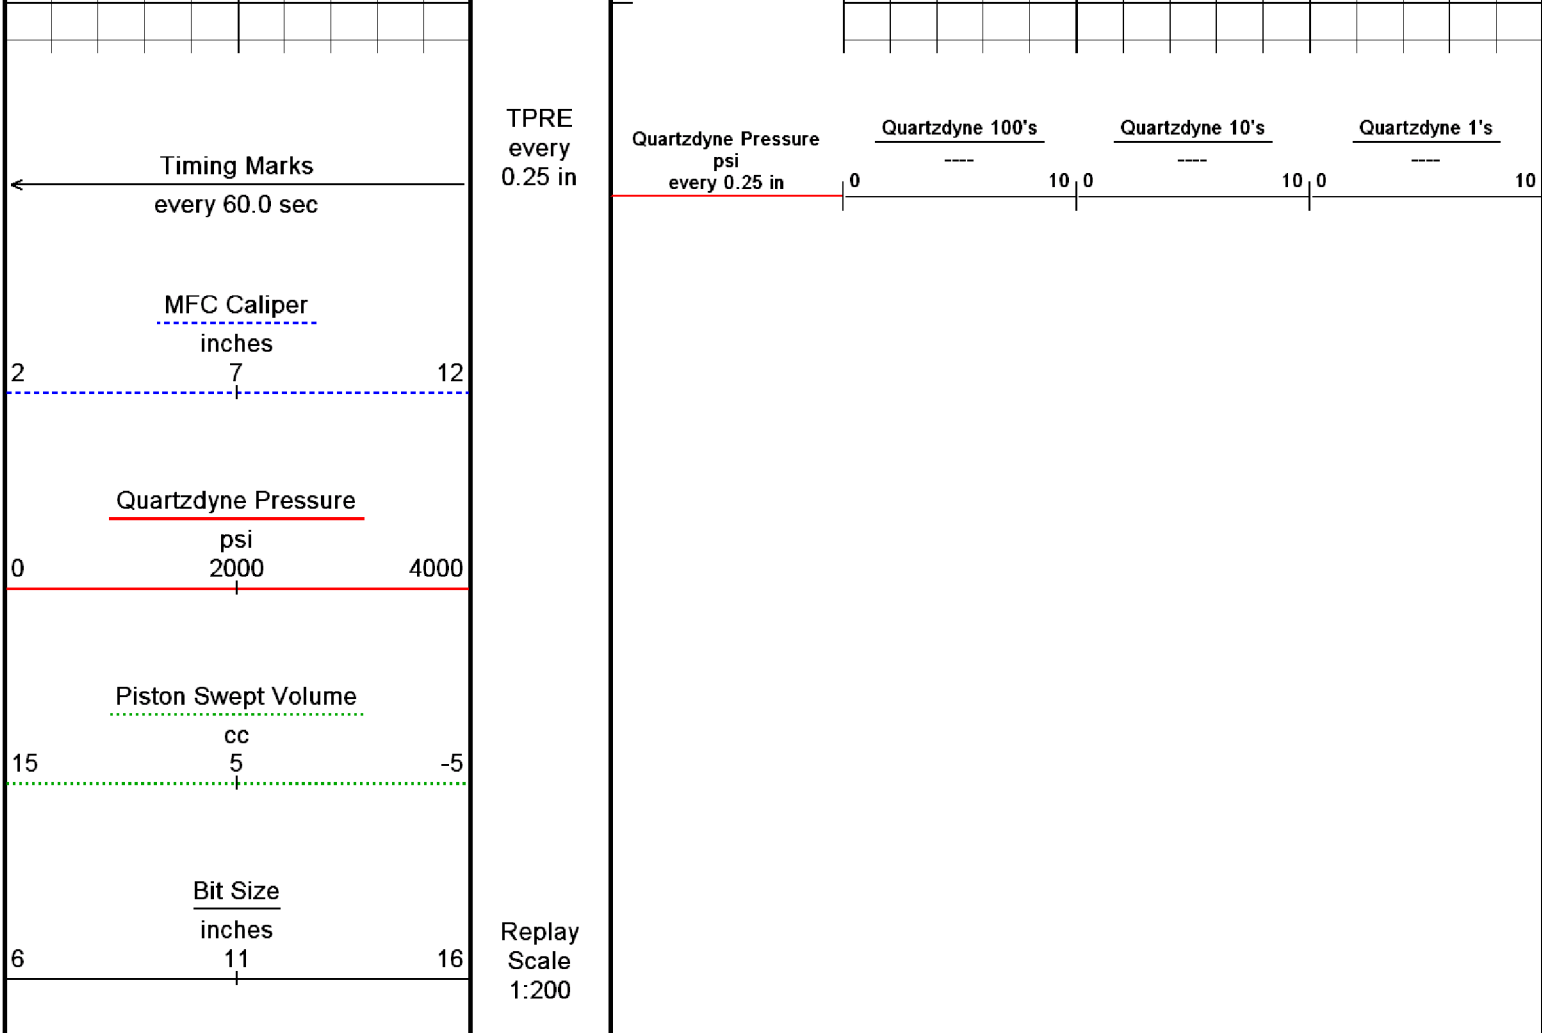 Timing Marks
every 60.0 sec
MFC Caliper
inches
2 7 12
Quartzdyne Pressure
psi
0 2000 4000
Piston Swept Volume
cc
15 5 -5
Bit Size
inches
6 11 16
TPRE
every
0.25 in
Replay
Scale
1:200
Quartzdyne Pressure
psi
every 0.25 in
Quartzdyne 100's
----
0 10
Quartzdyne 10's
----
0 10
Quartzdyne 1's
----
0 10